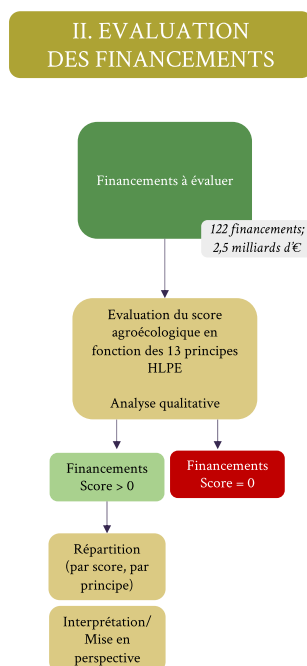 II. EVALUATION
DES FINANCEMENTS
Financements à évaluer
122 financements;
2,5 milliards d'€
Evaluation du score
agroécologique en
fonction des 13 principes
HLPE
Analyse qualitative
Financements
Score > 0
Financements
Score = 0
Répartition
(par score, par
principe)
Interprétation/
Mise en
perspective